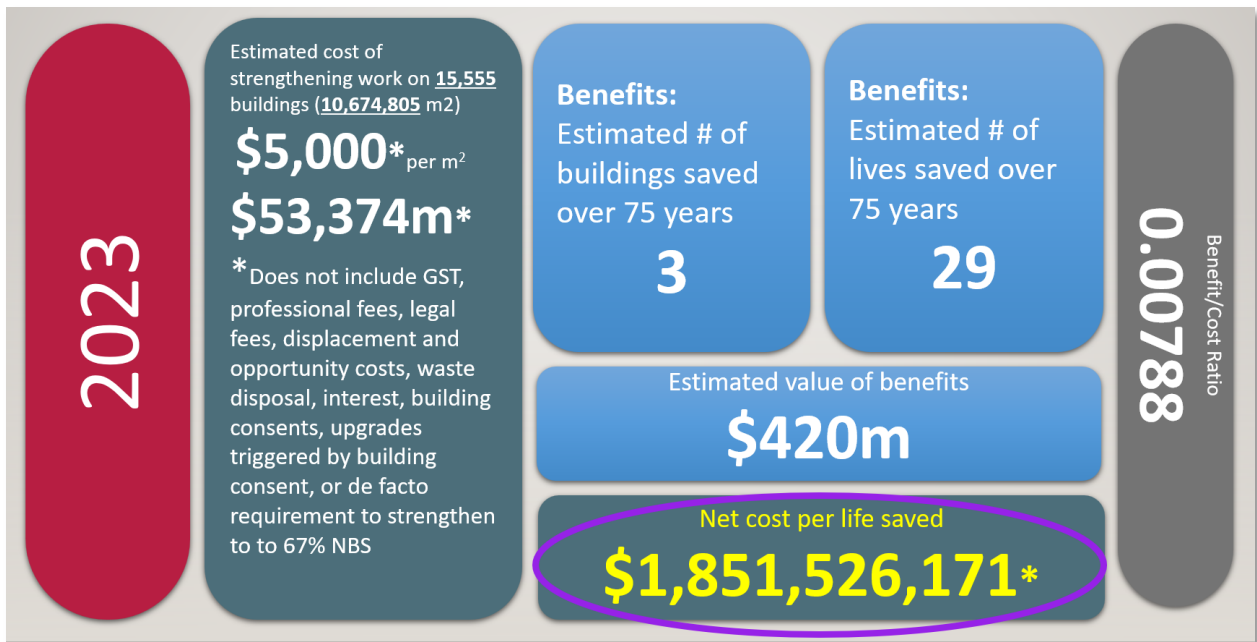 2023
Estimated cost of
strengthening work on 15,555
buildings (10,674,805 m2)
$5,000* per m²
$53,374m*
*Does not include GST,
professional fees, legal
fees, displacement and
opportunity costs, waste
disposal, interest, building
consents, upgrades
triggered by building
consent, or de facto
requirement to strengthen
to to 67% NBS
Benefits:
Estimated # of
buildings saved
over 75 years
3
Benefits:
Estimated # of
lives saved over
75 years
29
Estimated value of benefits
$420m
Net cost per life saved
$1,851,526,171*
Benefit/Cost Ratio
0.00788